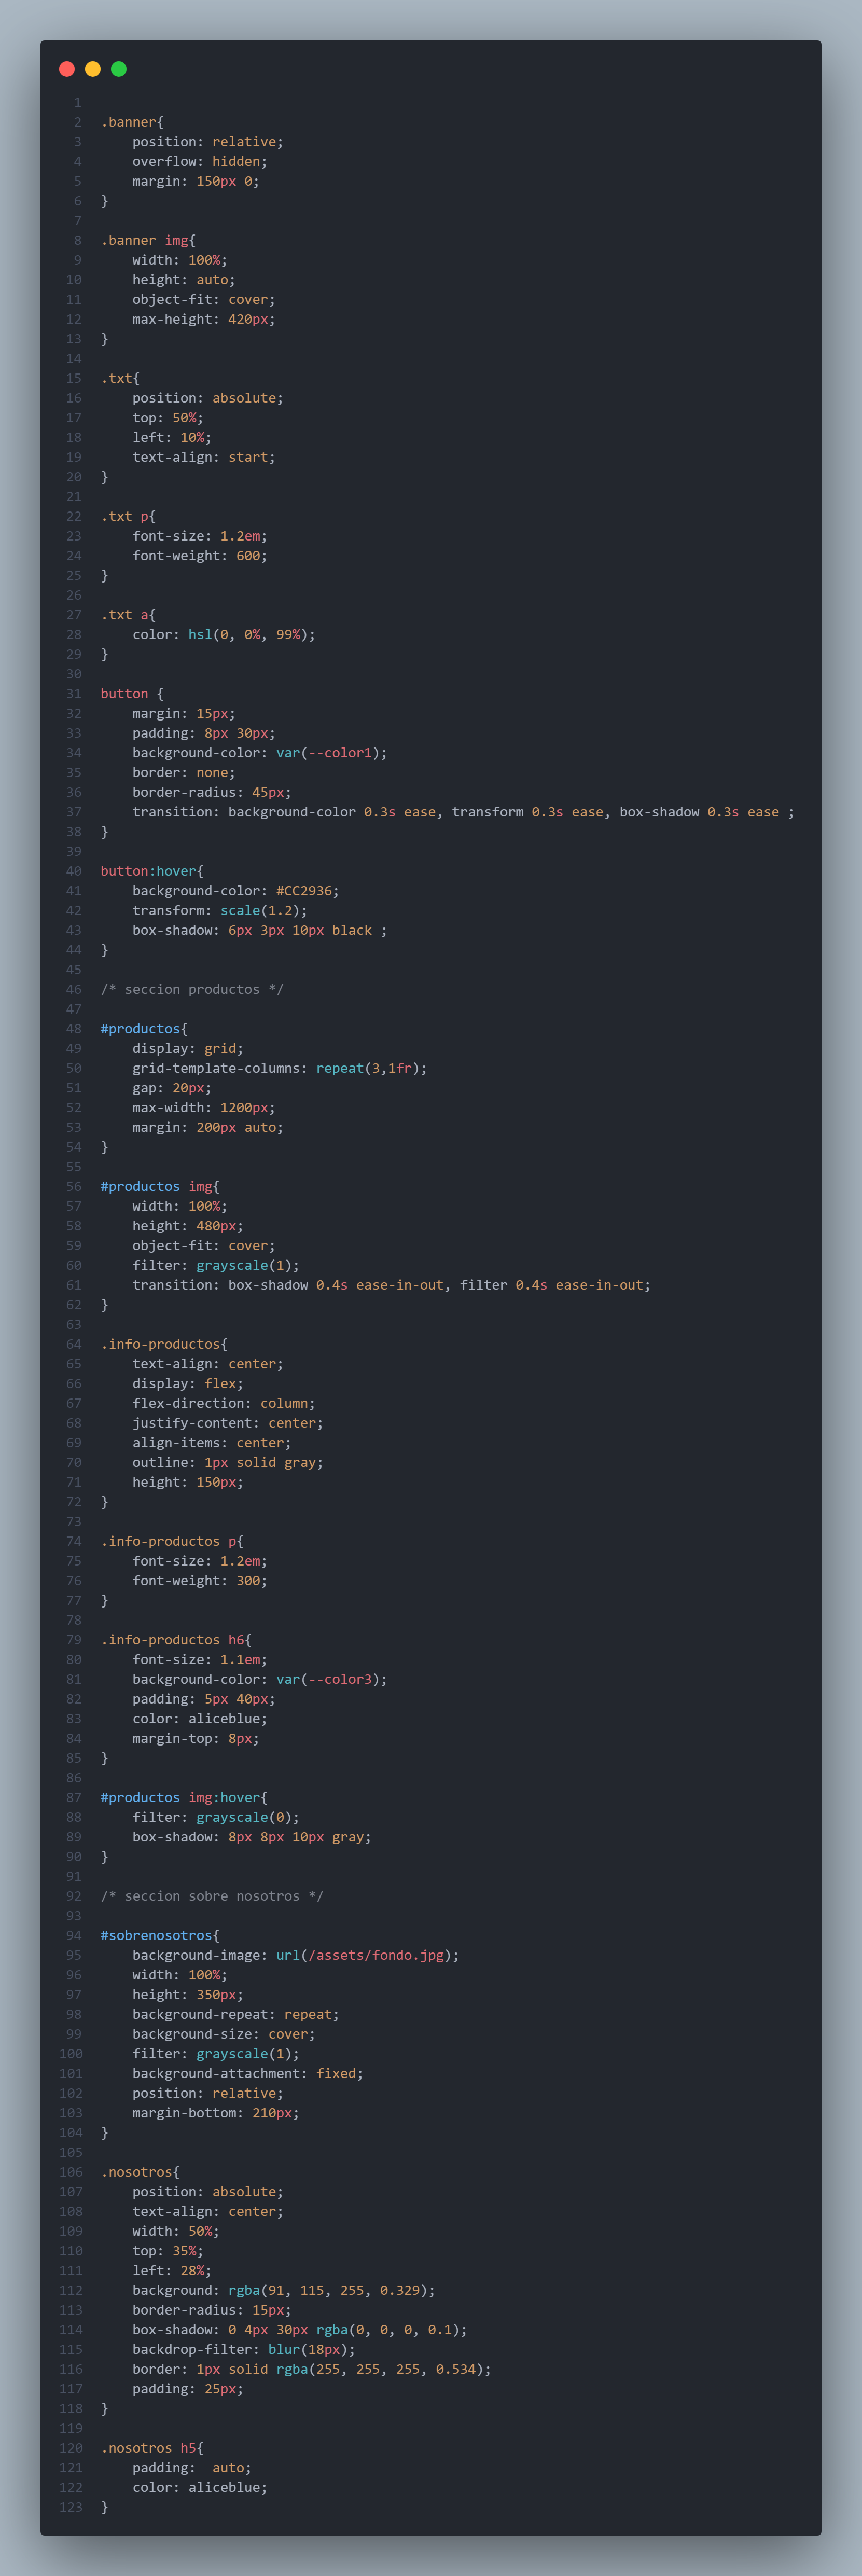 1
2 .banner{
3     position: relative;
4     overflow: hidden;
5     margin: 150px 0;
6 }
7
8 .banner img{
9     width: 100%;
10     height: auto;
11     object-fit: cover;
12     max-height: 420px;
13 }
14
15 .txt{
16     position: absolute;
17     top: 50%;
18     left: 10%;
19     text-align: start;
20 }
21
22 .txt p{
23     font-size: 1.2em;
24     font-weight: 600;
25 }
26
27 .txt a{
28     color: hsl(0, 0%, 99%);
29 }
30
31 button {
32     margin: 15px;
33     padding: 8px 30px;
34     background-color: var(--color1);
35     border: none;
36     border-radius: 45px;
37     transition: background-color 0.3s ease, transform 0.3s ease, box-shadow 0.3s ease ;
38 }
39
40 button:hover{
41     background-color: #CC2936;
42     transform: scale(1.2);
43     box-shadow: 6px 3px 10px black ;
44 }
45
46 /* seccion productos */
47
48 #productos{
49     display: grid;
50     grid-template-columns: repeat(3,1fr);
51     gap: 20px;
52     max-width: 1200px;
53     margin: 200px auto;
54 }
55
56 #productos img{
57     width: 100%;
58     height: 480px;
59     object-fit: cover;
60     filter: grayscale(1);
61     transition: box-shadow 0.4s ease-in-out, filter 0.4s ease-in-out;
62 }
63
64 .info-productos{
65     text-align: center;
66     display: flex;
67     flex-direction: column;
68     justify-content: center;
69     align-items: center;
70     outline: 1px solid gray;
71     height: 150px;
72 }
73
74 .info-productos p{
75     font-size: 1.2em;
76     font-weight: 300;
77 }
78
79 .info-productos h6{
80     font-size: 1.1em;
81     background-color: var(--color3);
82     padding: 5px 40px;
83     color: aliceblue;
84     margin-top: 8px;
85 }
86
87 #productos img:hover{
88     filter: grayscale(0);
89     box-shadow: 8px 8px 10px gray;
90 }
91
92 /* seccion sobre nosotros */
93
94 #sobrenosotros{
95     background-image: url(/assets/fondo.jpg);
96     width: 100%;
97     height: 350px;
98     background-repeat: repeat;
99     background-size: cover;
100     filter: grayscale(1);
101     background-attachment: fixed;
102     position: relative;
103     margin-bottom: 210px;
104 }
105
106 .nosotros{
107     position: absolute;
108     text-align: center;
109     width: 50%;
110     top: 35%;
111     left: 28%;
112     background: rgba(91, 115, 255, 0.329);
113     border-radius: 15px;
114     box-shadow: 0 4px 30px rgba(0, 0, 0, 0.1);
115     backdrop-filter: blur(18px);
116     border: 1px solid rgba(255, 255, 255, 0.534);
117     padding: 25px;
118 }
119
120 .nosotros h5{
121     padding:  auto;
122     color: aliceblue;
123 }